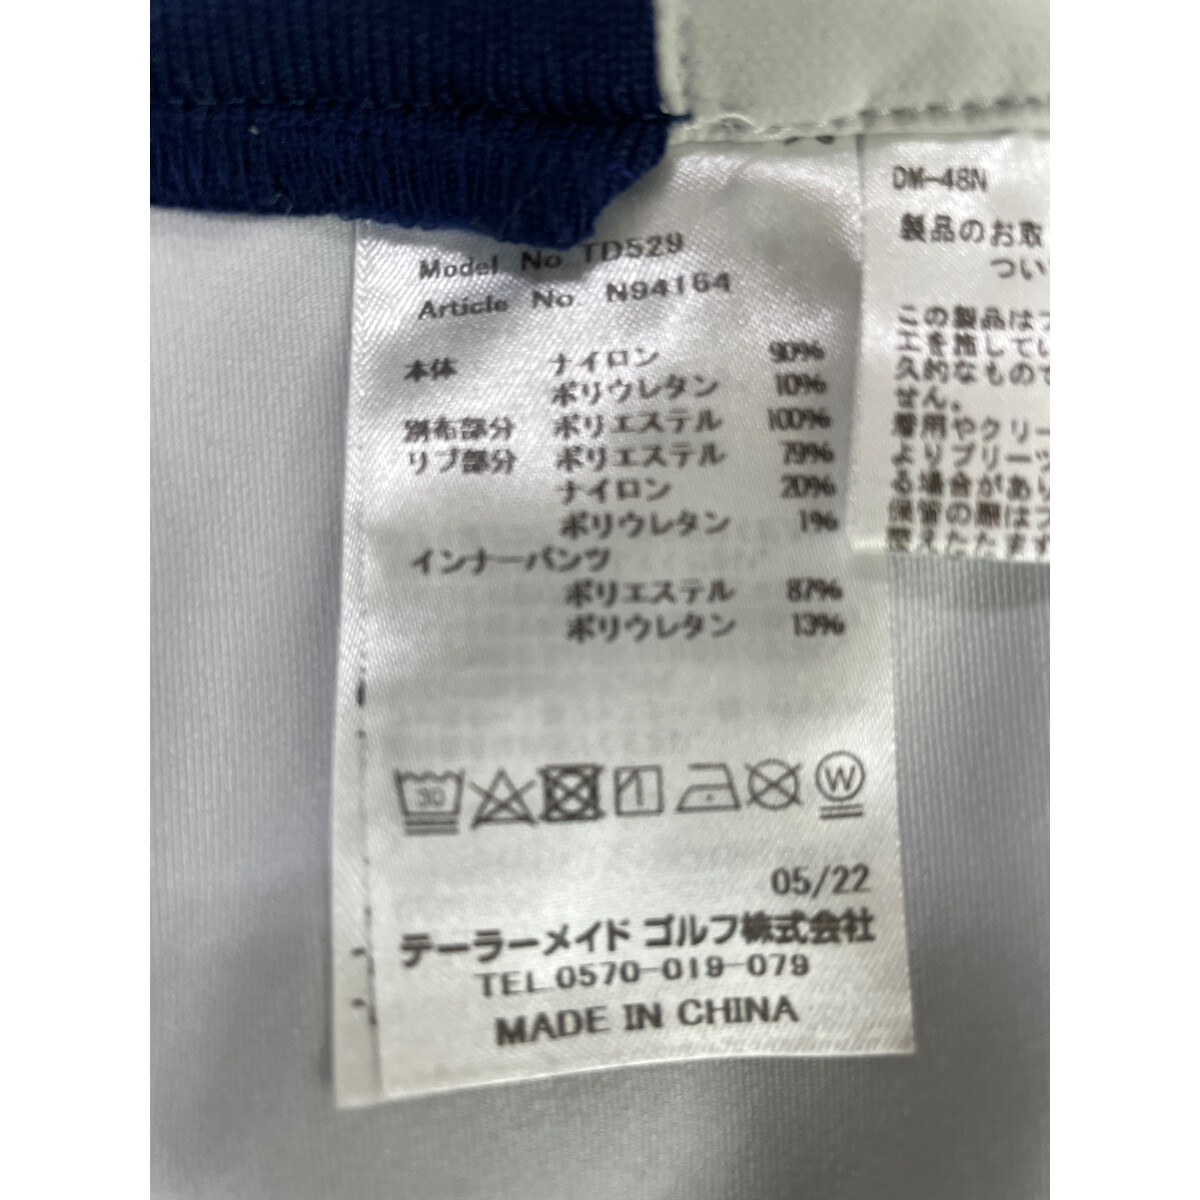 Model No TD529
Article No N94164
本体 ナイロン 90%
ポリウレタン 10%
別布部分 ポリエステル 100%
リブ部分 ポリエステル 79%
ナイロン 20%
ポリウレタン 1%
インナーパンツ
ポリエステル 87%
ポリウレタン 13%
30
1
W
05/22
テーラーメイド ゴルフ株式会社
TEL.0570-019-079
MADE IN CHINA
DM-48N
製品のお取
つい
この製品はプ
工を施してい
久的なもので
せん。
着用やクリー
よりプリーツ
る場合があり
保管の際は